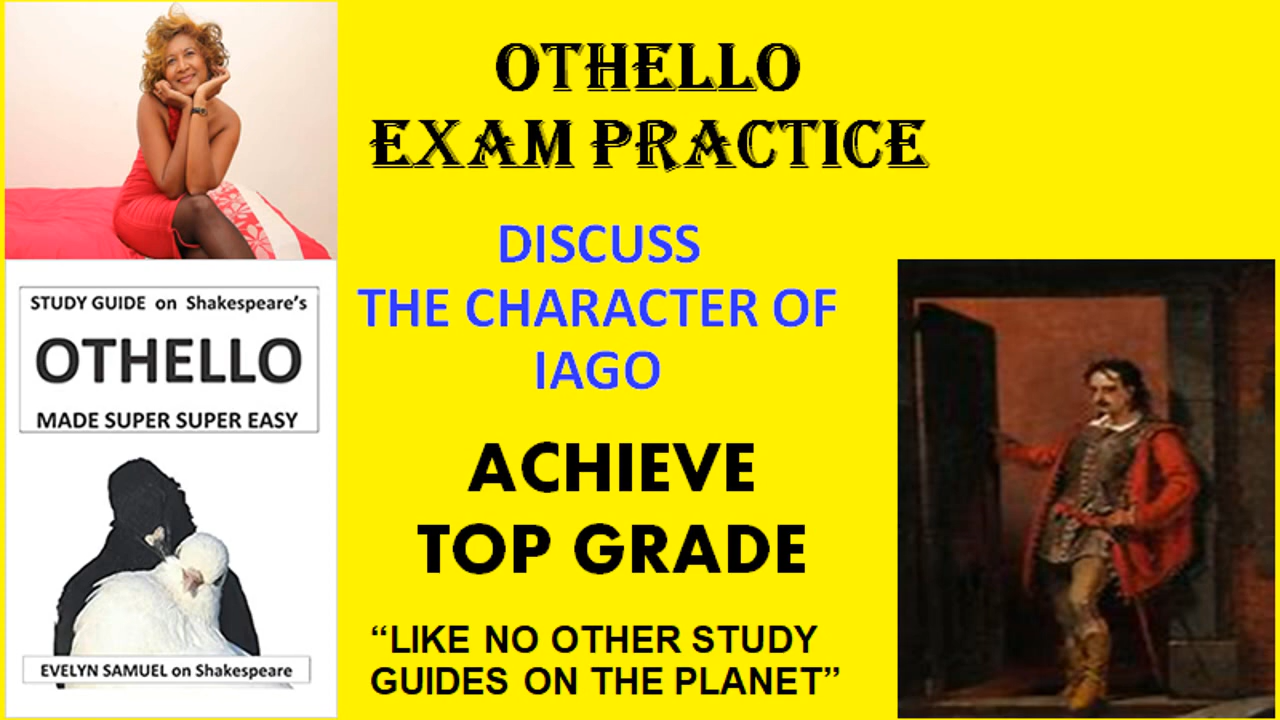 OTHELLO
EXAM PRACTICE
DISCUSS
THE CHARACTER OF
IAGO
ACHIEVE
TOP GRADE
“LIKE NO OTHER STUDY
GUIDES ON THE PLANET”
STUDY GUIDE on Shakespeare’s
OTHELLO
MADE SUPER SUPER EASY
EVELYN SAMUEL on Shakespeare